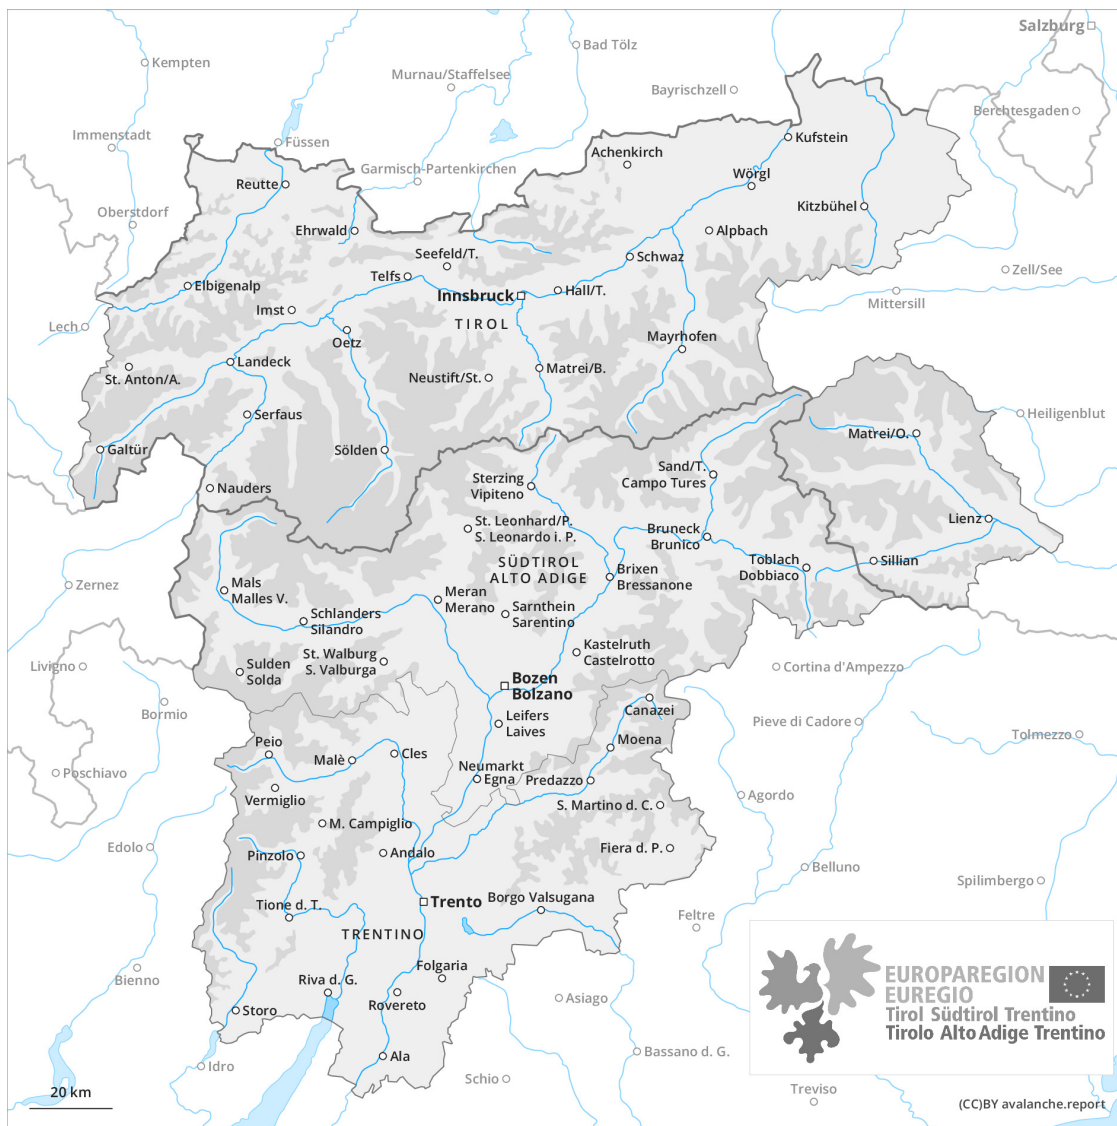 Salzburg
Bad Tölz
Kempten
Murnau/Staffelsee
Bayrischzell
Berchtesgaden
Immenstadt
Füssen
Kufstein
Achenkirch
Garmisch-Partenkirchen
Wörgl
Reutte
Kitzbühel
Oberstdorf
Ehrwald
Alpbach
Seefeld/T.
Schwaz
Zell/See
Telfs
Elbigenalp
Hall/T.
Innsbruck
Mittersill
Imst
TIROL
Lech
Oetz
Mayrhofen
Landeck
Matrei/B.
St. Anton/A.
Neustift/St.
Serfaus
Heiligenblut
Matrei/O.
Galtür
Sölden
Sand/T.
Campo Tures
Sterzing
Vipiteno
Nauders
Lienz
St. Leonhard/P.
S. Leonardo i. P.
Bruneck
Brunico
SÜDTIROL
ALTO ADIGE
Toblach
Dobbiaco
Sillian
Brixen
Bressanone
Zernez
Mals
Malles V.
Meran
Merano
Sarnthein
Sarentino
Schlanders
Silandro
Kastelruth
Castelrotto
St. Walburg
S. Valburga
Livigno
Sulden
Solda
Cortina d'Ampezzo
Bozen
Bolzano
Bormio
Canazei
Leifers
Laives
Pieve di Cadore
Tolmezzo
Peio
Malè
Cles
Moena
Poschiavo
Neumarkt
Egna
Predazzo
Vermiglio
Agordo
S. Martino d. C.
M. Campiglio
Edolo
Pinzolo
Andalo
Fiera d. P.
Belluno
Spilimbergo
Tione d. T.
Trento
Borgo Valsugana
Feltre
TRENTINO
Bienno
Riva d. G.
Folgaria
Rovereto
Asiago
Storo
EUROPAREGION
EUREGIO
Tirol Südtirol Trentino
Tirolo Alto Adige Trentino
Ala
Bassano d. G.
Idro
Schio
Treviso
20 km
(CC)BY avalanche.report